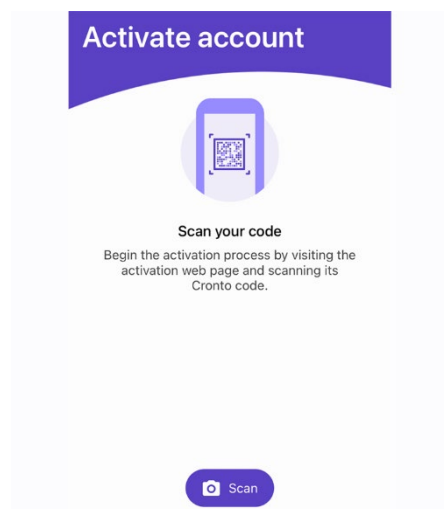 Activate account
Scan your code
Begin the activation process by visiting the
activation web page and scanning its
Cronto code.
Scan